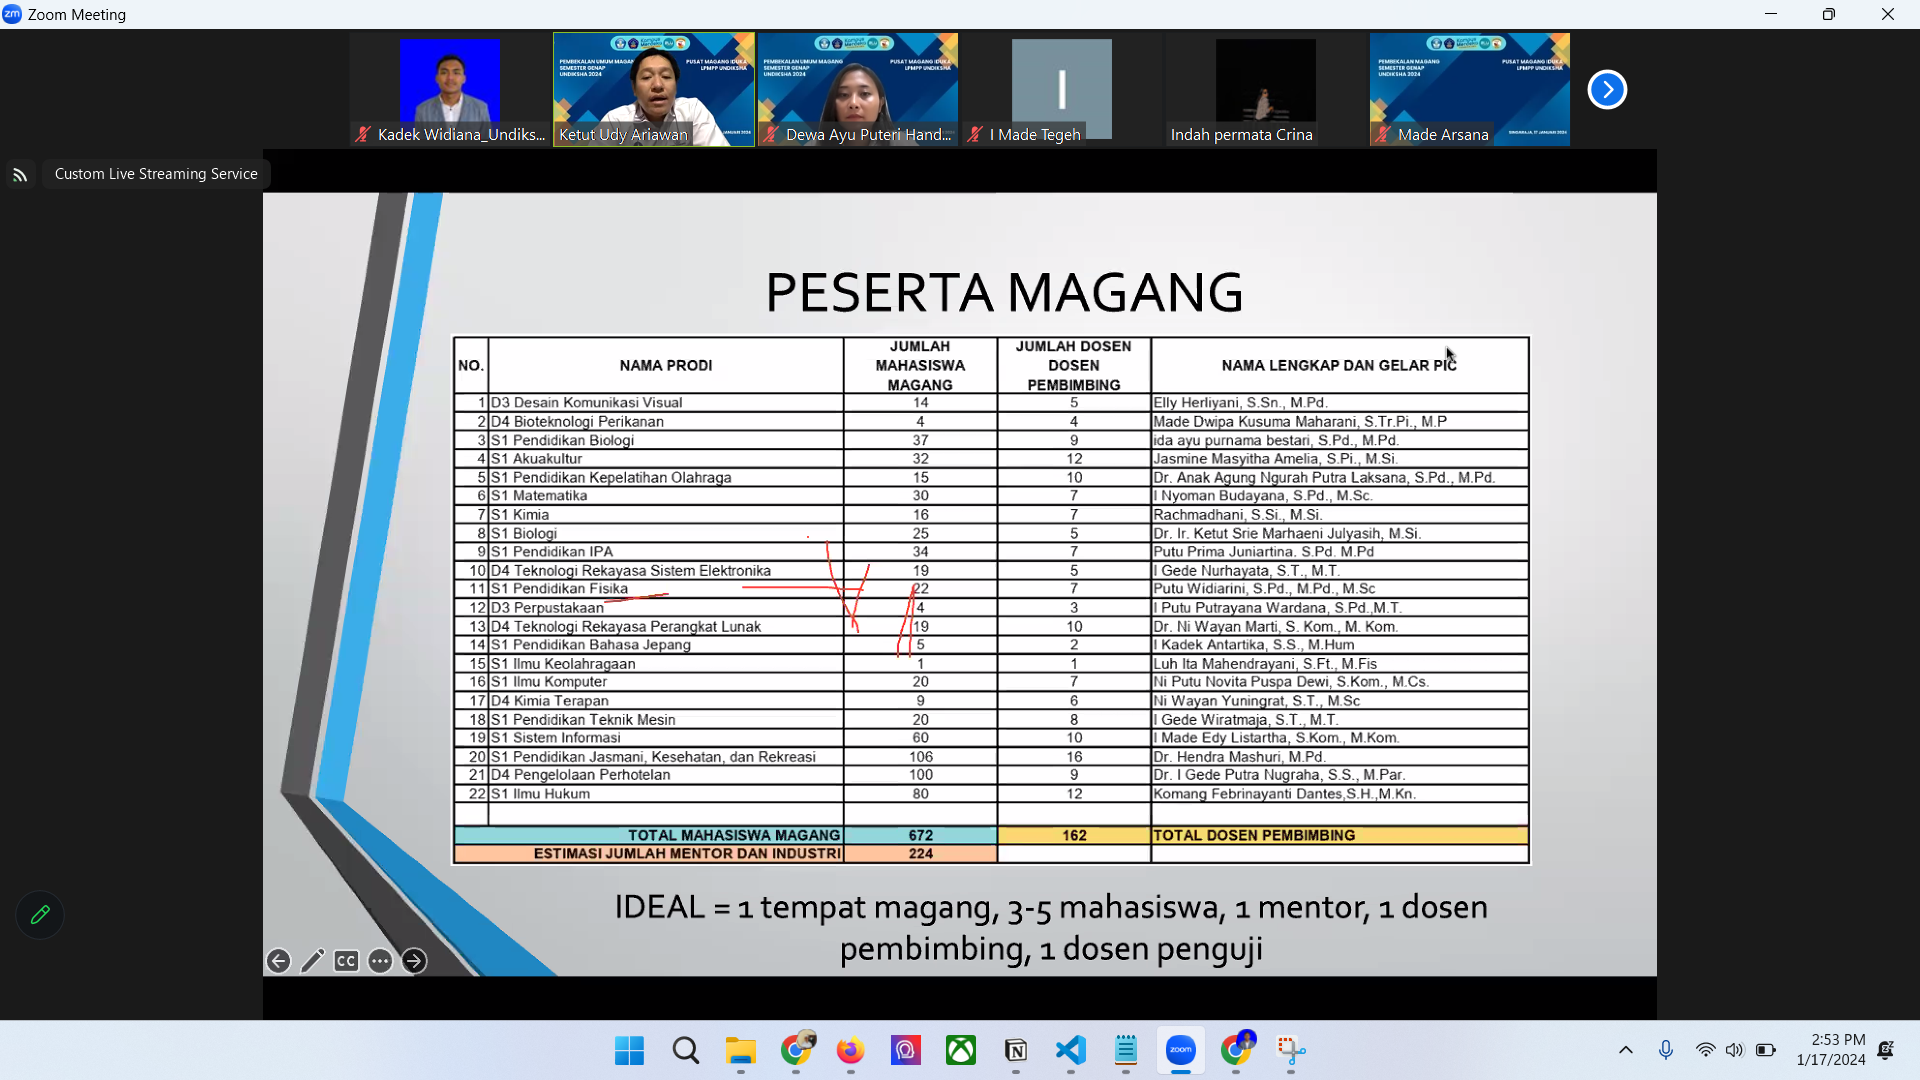 Zoom Meeting
Kadek Widiana_Undiks...
Ketut Udy Ariawan
Dewa Ayu Puteri Hand...
I
I Made Tegeh
Indah permata Crina
Made Arsana
PEMBEKALAN UMUM MAGANG
SEMESTER GENAP
UNDIKSHA 2024
PUSAT MAGANG IDUKA
LPMPP UNDIKSHA
Custom Live Streaming Service
PESERTA MAGANG
NO. NAMA PRODI JUMLAH MAHASISWA MAGANG JUMLAH DOSEN DOSEN PEMBIMBING NAMA LENGKAP DAN GELAR PIC
1 D3 Desain Komunikasi Visual 14 5 Elly Herliyani, S.Sn., M.Pd.
2 D4 Bioteknologi Perikanan 4 4 Made Dwipa Kusuma Maharani, S.Tr.Pi., M.P
3 S1 Pendidikan Biologi 37 9 ida ayu purnama bestari, S.Pd., M.Pd.
4 S1 Akuakultur 32 12 Jasmine Masyitha Amelia, S.Pi., M.Si.
5 S1 Pendidikan Kepelatihan Olahraga 15 10 Dr. Anak Agung Ngurah Putra Laksana, S.Pd., M.Pd.
6 S1 Matematika 30 7 I Nyoman Budayana, S.Pd., M.Sc.
7 S1 Kimia 16 7 Rachmadhani, S.Si., M.Si.
8 S1 Biologi 25 5 Dr. Ir. Ketut Srie Marhaeni Julyasih, M.Si.
9 S1 Pendidikan IPA 34 7 Putu Prima Juniartina. S.Pd. M.Pd
10 D4 Teknologi Rekayasa Sistem Elektronika 19 5 I Gede Nurhayata, S.T., M.T.
11 S1 Pendidikan Fisika 22 7 Putu Widiarini, S.Pd., M.Pd., M.Sc
12 D3 Perpustakaan 4 3 I Putu Putrayana Wardana, S.Pd.,M.T.
13 D4 Teknologi Rekayasa Perangkat Lunak 19 10 Dr. Ni Wayan Marti, S. Kom., M. Kom.
14 S1 Pendidikan Bahasa Jepang 5 2 I Kadek Antartika, S.S., M.Hum
15 S1 Ilmu Keolahragaan 1 1 Luh Ita Mahendrayani, S.Ft., M.Fis
16 S1 Ilmu Komputer 20 7 Ni Putu Novita Puspa Dewi, S.Kom., M.Cs.
17 D4 Kimia Terapan 9 6 Ni Wayan Yuningrat, S.T., M.Sc
18 S1 Pendidikan Teknik Mesin 20 8 I Gede Wiratmaja, S.T., M.T.
19 S1 Sistem Informasi 60 10 I Made Edy Listartha, S.Kom., M.Kom.
20 S1 Pendidikan Jasmani, Kesehatan, dan Rekreasi 106 16 Dr. Hendra Mashuri, M.Pd.
21 D4 Pengelolaan Perhotelan 100 9 Dr. I Gede Putra Nugraha, S.S., M.Par.
22 S1 Ilmu Hukum 80 12 Komang Febrinayanti Dantes,S.H.,M.Kn.
TOTAL MAHASISWA MAGANG 672 162 TOTAL DOSEN PEMBIMBING
ESTIMASI JUMLAH MENTOR DAN INDUSTRI 224
IDEAL = 1 tempat magang, 3-5 mahasiswa, 1 mentor, 1 dosen
pembimbing, 1 dosen penguji
CC
zoom
2:53 PM
1/17/2024